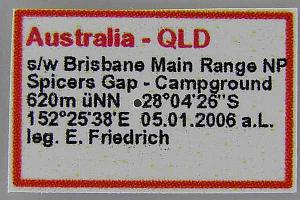 Australia - QLD
s/w Brisbane Main Range NP
Spicers Gap - Campground
620m üNN 28°04'26"S
152°25'38'E 05.01.2006 a.L.
leg. E. Friedrich